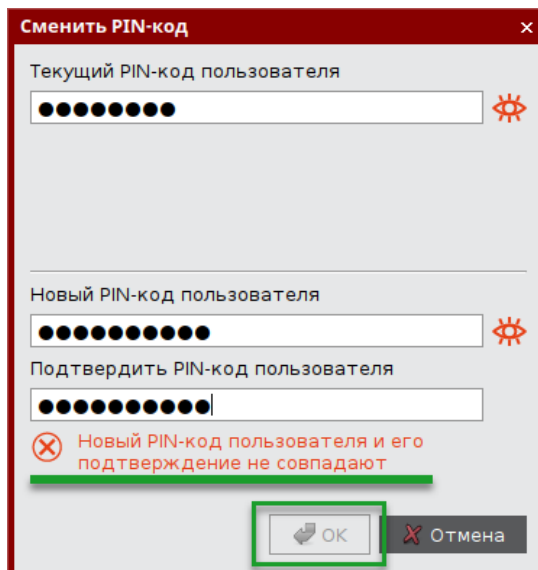 Сменить PIN-код
Текущий PIN-код пользователя
●●●●●●●●
Новый PIN-код пользователя
●●●●●●●●●●
Подтвердить PIN-код пользователя
●●●●●●●●●●
Новый PIN-код пользователя и его
подтверждение не совпадают
OK
Отмена